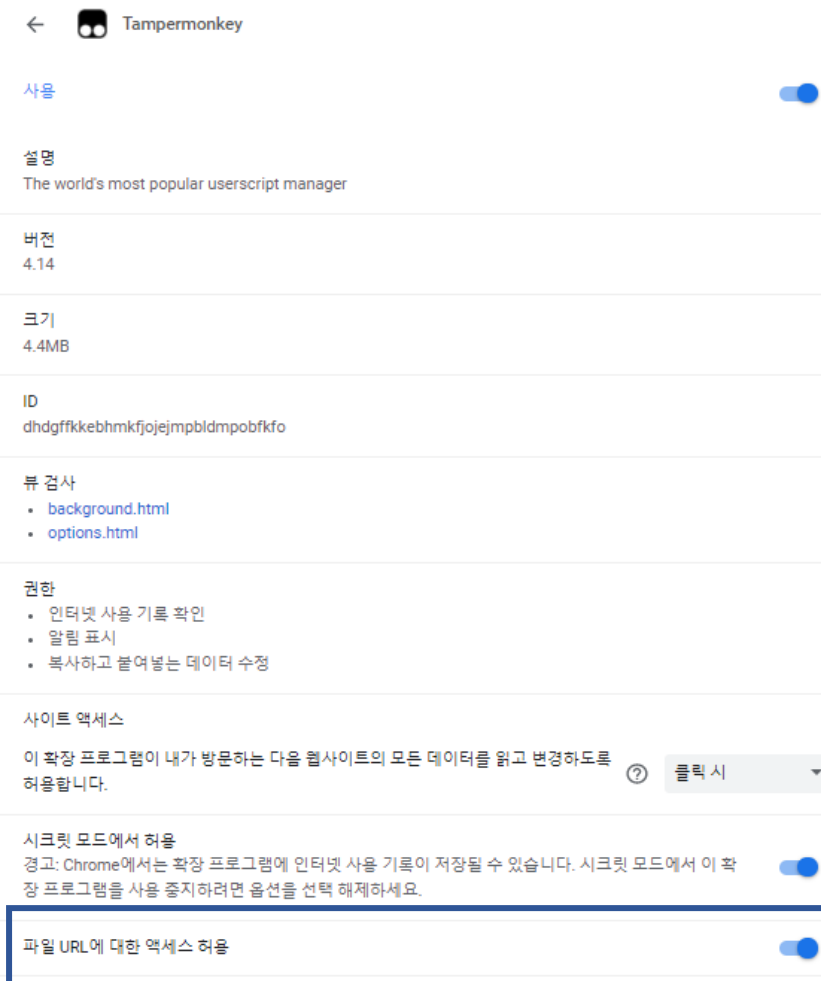 Tampermonkey
사용
설명
The world's most popular userscript manager
버전
4.14
크기
4.4MB
ID
dhdgffkkebhmkfjojejmpbldmpobfkfo
뷰 검사
background.html
options.html
권한
인터넷 사용 기록 확인
알림 표시
복사하고 붙여넣는 데이터 수정
사이트 액세스
이 확장 프로그램이 내가 방문하는 다음 웹사이트의 모든 데이터를 읽고 변경하도록
허용합니다.
클릭 시
시크릿 모드에서 허용
경고: Chrome에서는 확장 프로그램에 인터넷 사용 기록이 저장될 수 있습니다. 시크릿 모드에서 이 확
장 프로그램을 사용 중지하려면 옵션을 선택 해제하세요.
파일 URL에 대한 액세스 허용